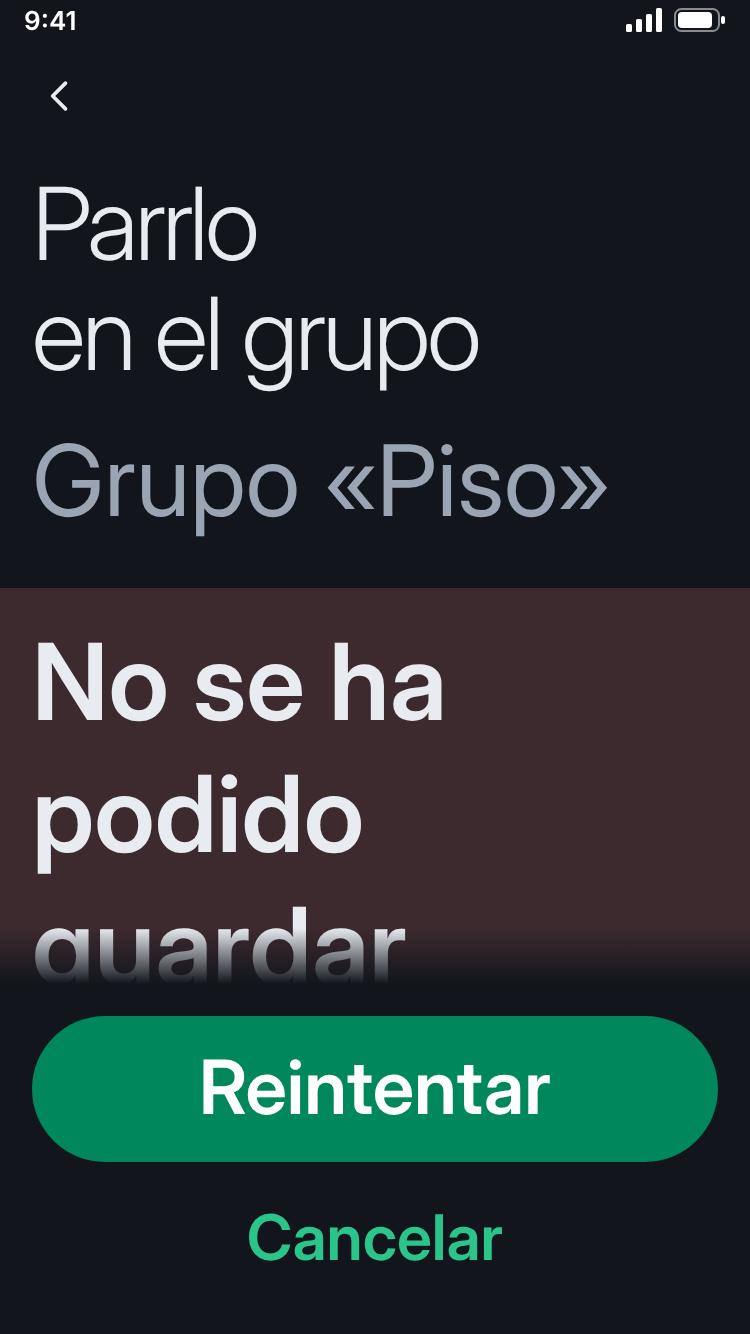 9:41
Parrlo
en el grupo
Grupo «Piso»
No se ha
podido
guardar
Reintentar
Cancelar